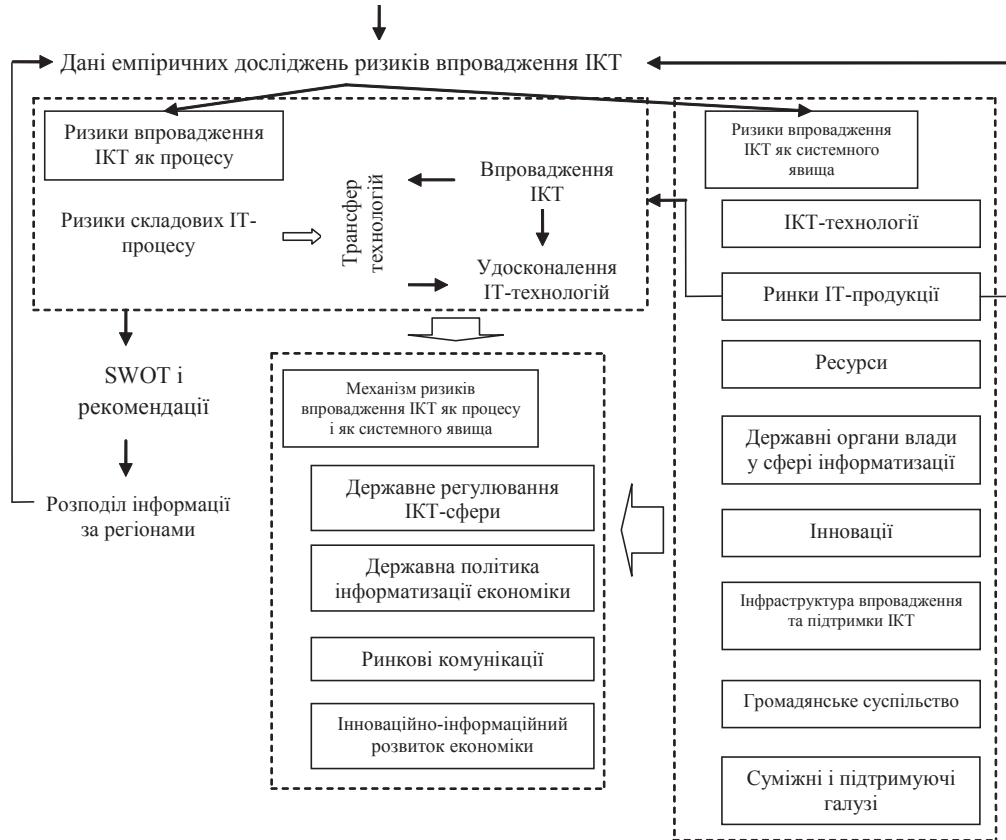 Дані емпіричних досліджень ризиків впровадження ІКТ
Ризики впровадження
ІКТ як процесу
Ризики складових ІТ-
процесу
Трансфер
технологій
Впровадження
ІКТ
Удосконалення
ІТ-технологій
SWOT і
рекомендації
Розподіл інформації
за регіонами
Механізм ризиків
впровадження ІКТ як процесу
і як системного явища
Державне регулювання
ІКТ-сфери
Державна політика
інформатизації економіки
Ринкові комунікації
Інноваційно-інформаційний
розвиток економіки
Ризики впровадження
ІКТ як системного
явища
ІКТ-технології
Ринки ІТ-продукції
Ресурси
Державні органи влади
у сфері інформатизації
Інновації
Інфраструктура впровадження
та підтримки ІКТ
Громадянське суспільство
Суміжні і підтримуючі
галузі